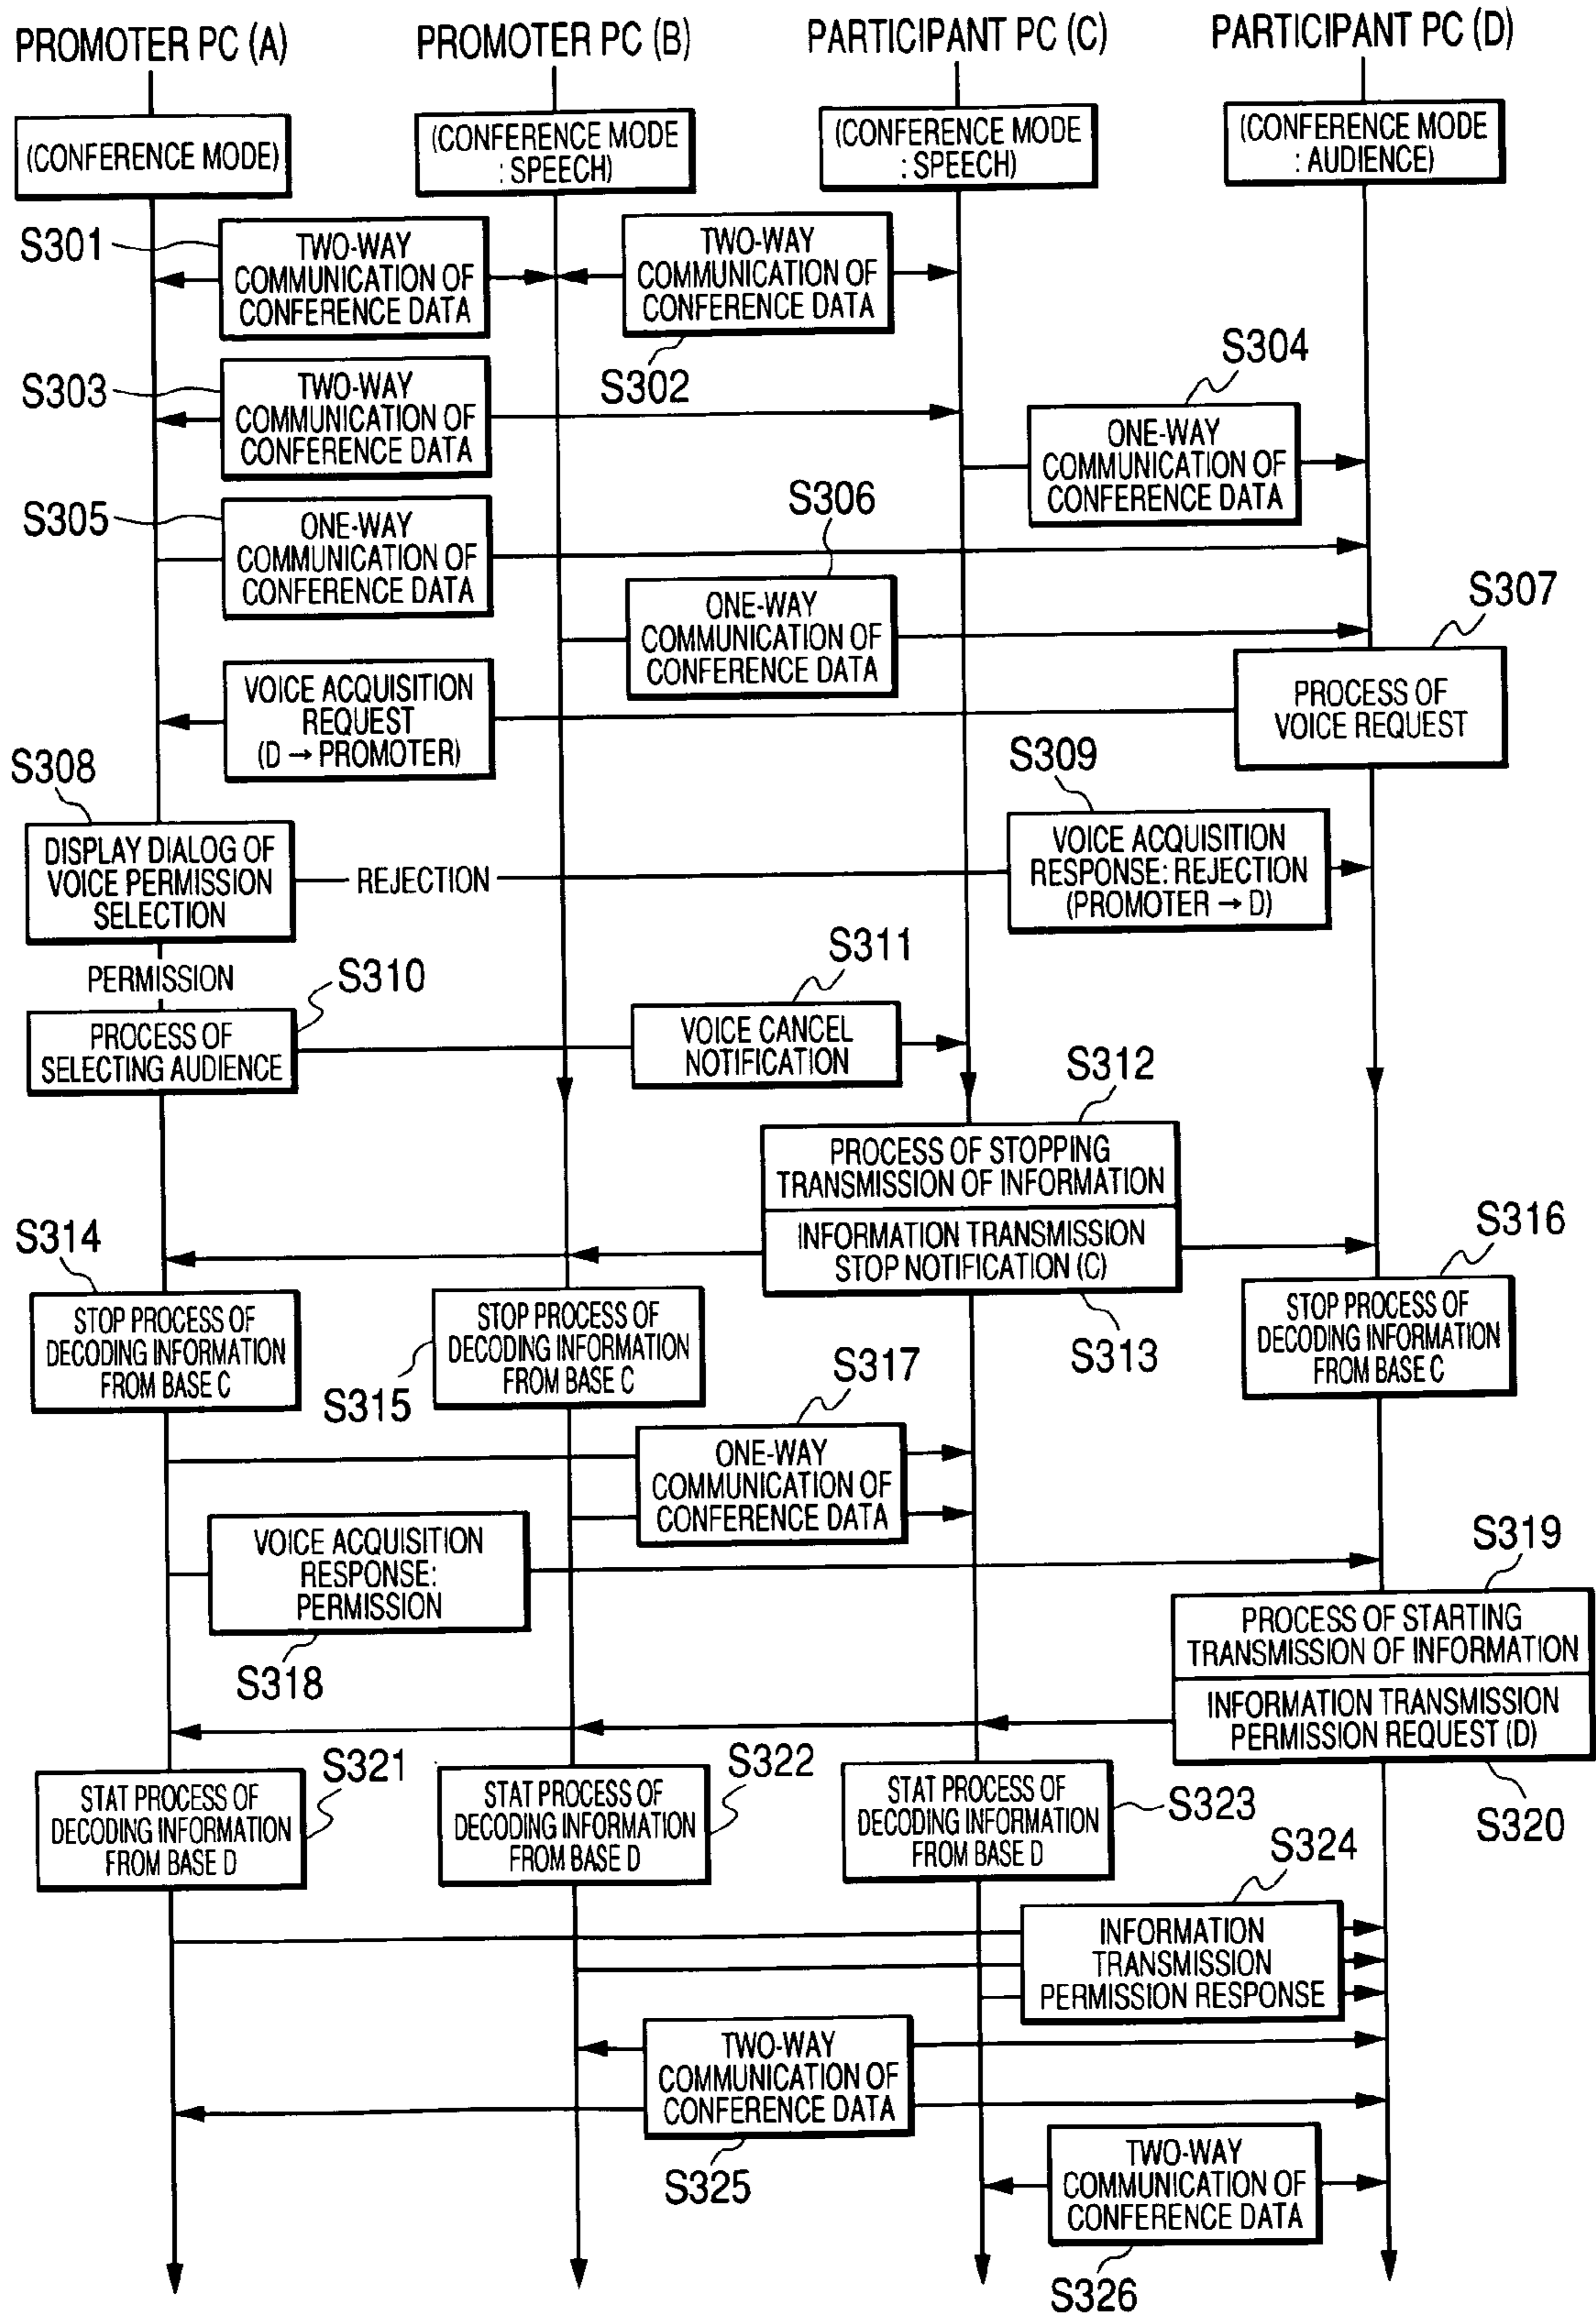 PROMOTER PC (A)
PROMOTER PC (B)
PARTICIPANT PC (C)
PARTICIPANT PC (D)
(CONFERENCE MODE)
(CONFERENCE MODE
: SPEECH)
(CONFERENCE MODE
: SPEECH)
(CONFERENCE MODE
: AUDIENCE)
S301
TWO-WAY
COMMUNICATION OF
CONFERENCE DATA
TWO-WAY
COMMUNICATION OF
CONFERENCE DATA
S302
S303
TWO-WAY
COMMUNICATION OF
CONFERENCE DATA
S304
ONE-WAY
COMMUNICATION OF
CONFERENCE DATA
S305
ONE-WAY
COMMUNICATION OF
CONFERENCE DATA
S306
ONE-WAY
COMMUNICATION OF
CONFERENCE DATA
S307
PROCESS OF
VOICE REQUEST
VOICE ACQUISITION
REQUEST
(D → PROMOTER)
S308
DISPLAY DIALOG OF
VOICE PERMISSION
SELECTION
REJECTION
S309
VOICE ACQUISITION
RESPONSE: REJECTION
(PROMOTER → D)
PERMISSION
S310
PROCESS OF
SELECTING AUDIENCE
S311
VOICE CANCEL
NOTIFICATION
S312
PROCESS OF STOPPING
TRANSMISSION OF INFORMATION
INFORMATION TRANSMISSION
STOP NOTIFICATION (C)
S313
S314
STOP PROCESS OF
DECODING INFORMATION
FROM BASE C
STOP PROCESS OF
DECODING INFORMATION
FROM BASE C
S315
S316
STOP PROCESS OF
DECODING INFORMATION
FROM BASE C
S317
ONE-WAY
COMMUNICATION OF
CONFERENCE DATA
VOICE ACQUISITION
RESPONSE:
PERMISSION
S318
S319
PROCESS OF STARTING
TRANSMISSION OF INFORMATION
INFORMATION TRANSMISSION
PERMISSION REQUEST (D)
S320
S321
STAT PROCESS OF
DECODING INFORMATION
FROM BASE D
S322
STAT PROCESS OF
DECODING INFORMATION
FROM BASE D
STAT PROCESS OF
DECODING INFORMATION
FROM BASE D
S323
S324
INFORMATION
TRANSMISSION
PERMISSION RESPONSE
TWO-WAY
COMMUNICATION OF
CONFERENCE DATA
S325
TWO-WAY
COMMUNICATION OF
CONFERENCE DATA
S326